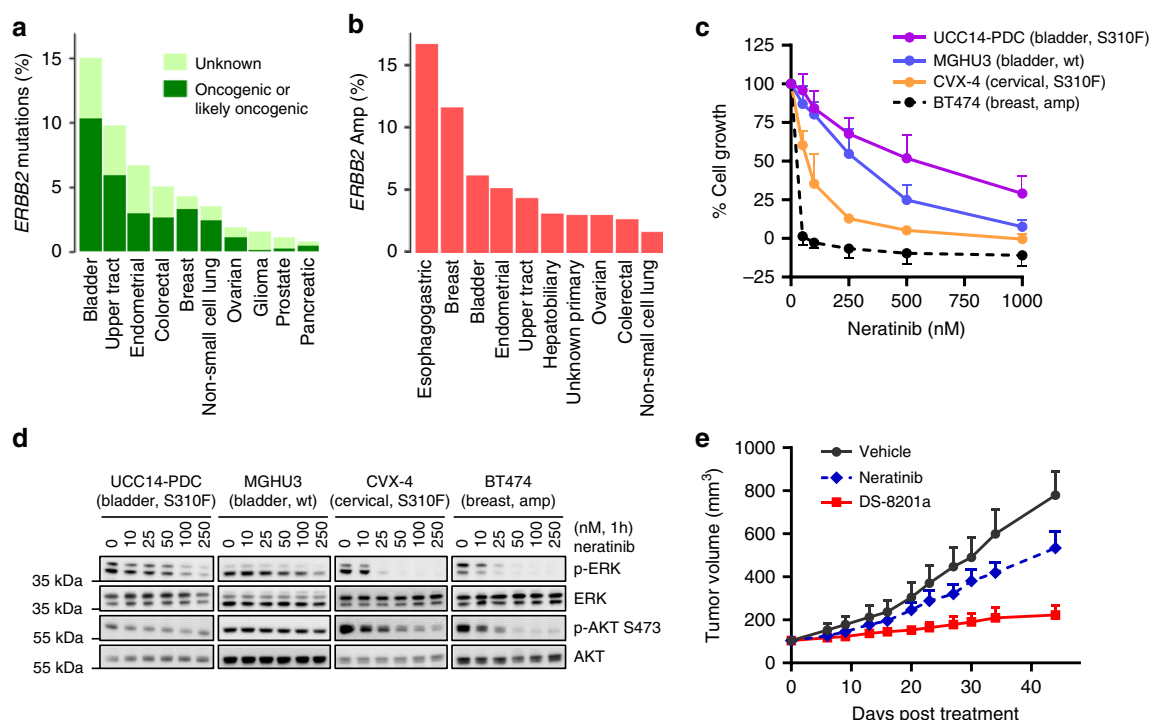 a
ERBB2 mutations (%)
15
10
5
0
Unknown
Oncogenic or
likely oncogenic
Bladder
Upper tract
Endometrial
Colorectal
Breast
Non-small cell lung
Ovarian
Glioma
Prostate
Pancreatic
b
ERBB2 Amp (%)
15
10
5
0
Esophagogastric
Breast
Bladder
Endometrial
Upper tract
Hepatobiliary
Unknown primary
Ovarian
Colerectal
Non-small cell lung
c
% Cell growth
125
100
75
50
25
0
−25
UCC14-PDC (bladder, S310F)
MGHU3 (bladder, wt)
CVX-4 (cervical, S310F)
BT474 (breast, amp)
0
250
500
750
1000
Neratinib (nM)
d
UCC14-PDC
(bladder, S310F)
MGHU3
(bladder, wt)
CVX-4
(cervical, S310F)
BT474
(breast, amp)
0 10 25 50 100 250
0 10 25 50 100 250
0 10 25 50 100 250
0 10 25 50 100 250
(nM, 1h)
neratinib
p-ERK
35 kDa
ERK
35 kDa
p-AKT S473
55 kDa
AKT
55 kDa
e
Tumor volume (mm³)
1000
800
600
400
200
0
Vehicle
Neratinib
DS-8201a
0
10
20
30
40
Days post treatment